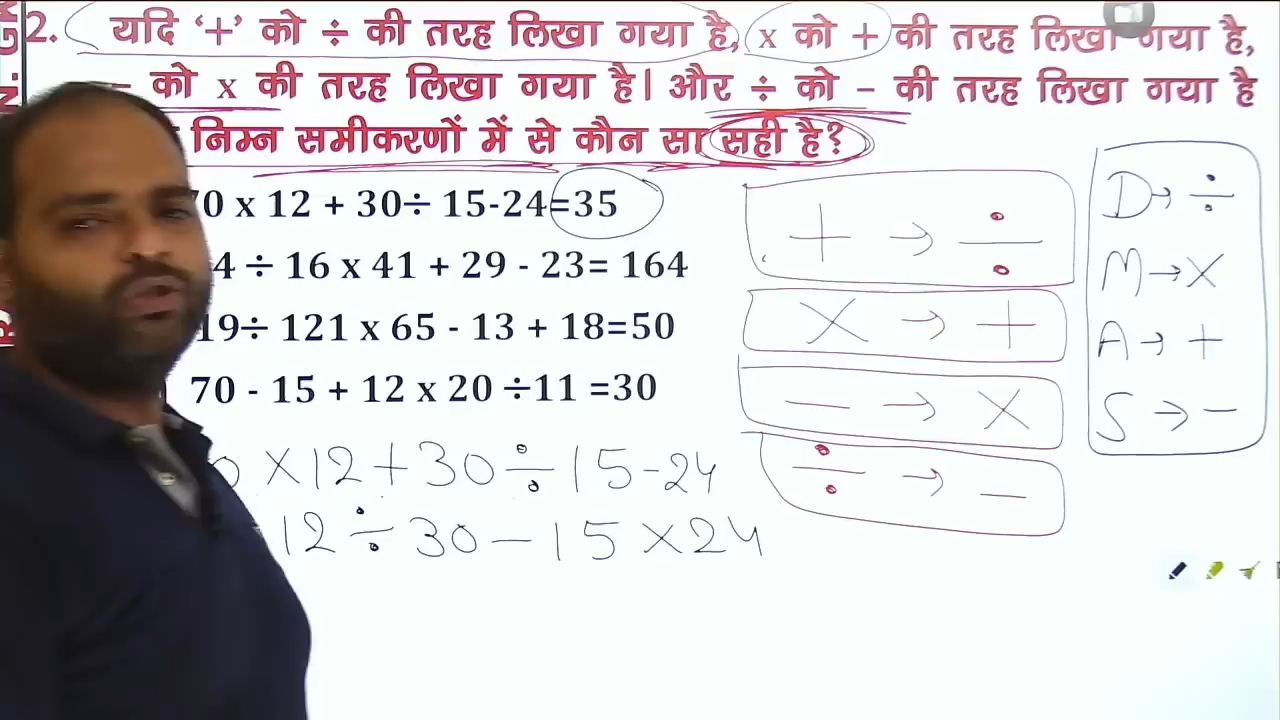 2. यदि ‘+’ को ÷ की तरह लिखा गया है, x को + की तरह लिखा गया है,
– को x की तरह लिखा गया है। और ÷ को – की तरह लिखा गया है
निम्न समीकरणों में से कौन सा सही है?
70 x 12 + 30÷ 15-24=35
4 ÷ 16 x 41 + 29 - 23= 164
19÷ 121 x 65 - 13 + 18=50
70 - 15 + 12 x 20 ÷11 =30
0 × 12 + 30 ÷ 15 - 24
12 ÷ 30 - 15 × 24
+ → ÷
× → +
- → ×
÷ → -
D → ÷
M → ×
A → +
S → -